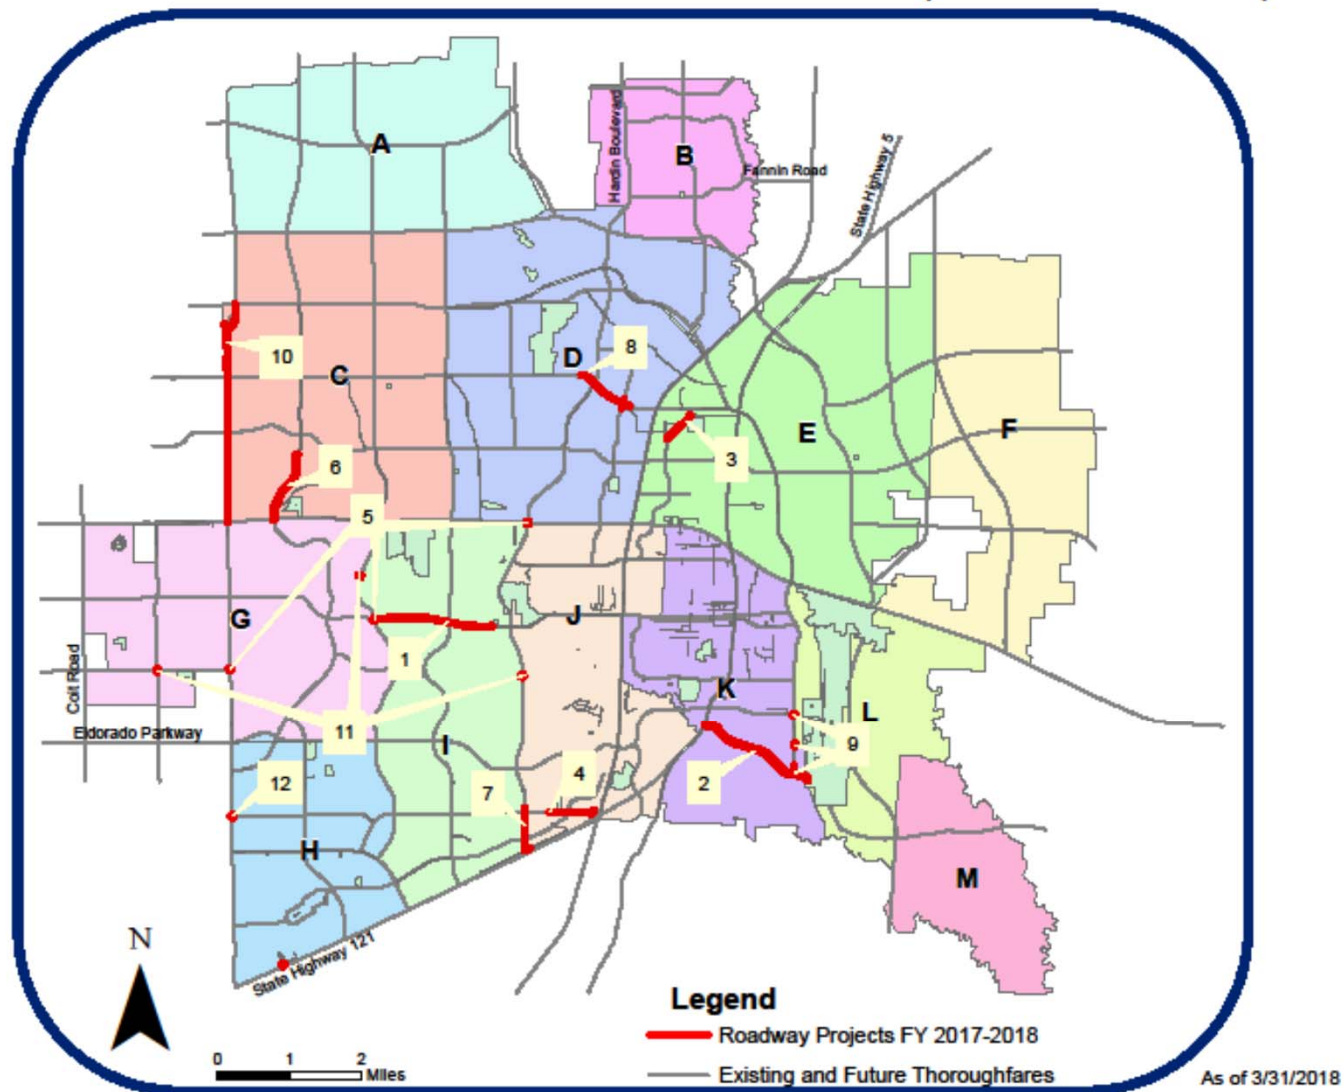 A
B
Hardin Boulevard
Fannin Road
State Highway 5
10
C
D
8
E
F
3
6
5
G
J
1
K
Coit Road
11
Eldorado Parkway
I
L
9
12
7
4
2
H
M
N
State Highway 121
Legend
Roadway Projects FY 2017-2018
0 1 2
Miles
Existing and Future Thoroughfares
As of 3/31/2018